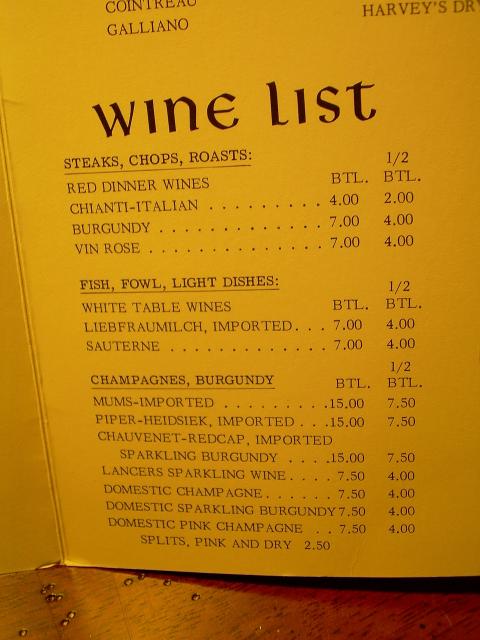 COINTREAU
GALLIANO
HARVEY'S DRY
WINE LIST
STEAKS, CHOPS, ROASTS: 1/2
RED DINNER WINES BTL. BTL.
CHIANTI-ITALIAN . . . . . . . . . 4.00 2.00
BURGUNDY . . . . . . . . . . . . . 7.00 4.00
VIN ROSE . . . . . . . . . . . . . . 7.00 4.00
FISH, FOWL, LIGHT DISHES: 1/2
WHITE TABLE WINES BTL. BTL.
LIEBFRAUMILCH, IMPORTED. . . 7.00 4.00
SAUTERNE . . . . . . . . . . . . 7.00 4.00
1/2
CHAMPAGNES, BURGUNDY BTL. BTL.
MUMS-IMPORTED . . . . . . . . .15.00 7.50
PIPER-HEIDSIEK, IMPORTED . . .15.00 7.50
CHAUVENET-REDCAP, IMPORTED
SPARKLING BURGUNDY . . . .15.00 7.50
LANCERS SPARKLING WINE . . . . 7.50 4.00
DOMESTIC CHAMPAGNE . . . . . . 7.50 4.00
DOMESTIC SPARKLING BURGUNDY 7.50 4.00
DOMESTIC PINK CHAMPAGNE . . 7.50 4.00
SPLITS, PINK AND DRY 2.50